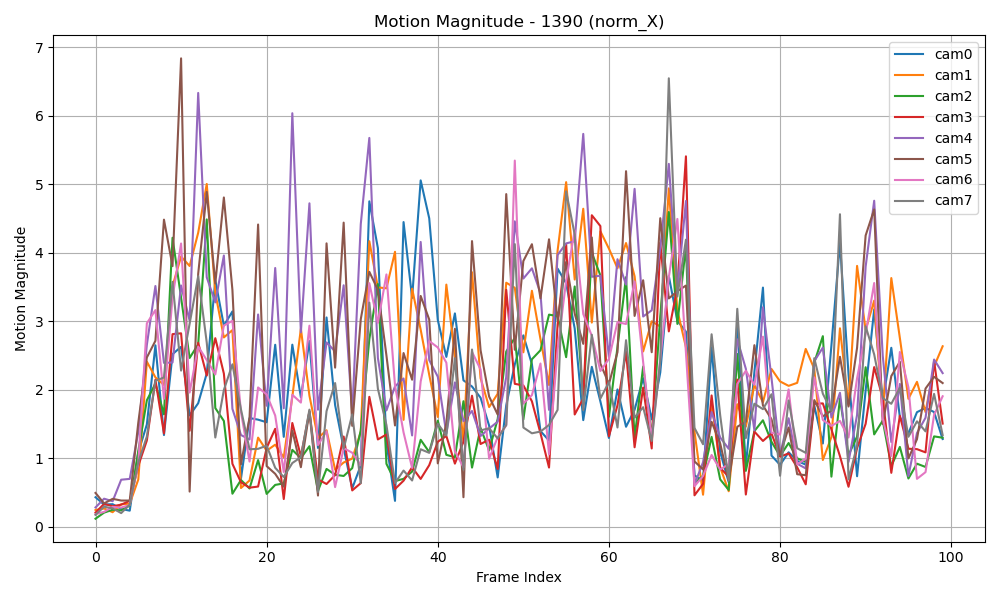 Motion Magnitude - 1390 (norm_X)
Motion Magnitude
7
6
5
4
3
2
1
0
0
20
40
60
80
100
Frame Index
cam0
cam1
cam2
cam3
cam4
cam5
cam6
cam7